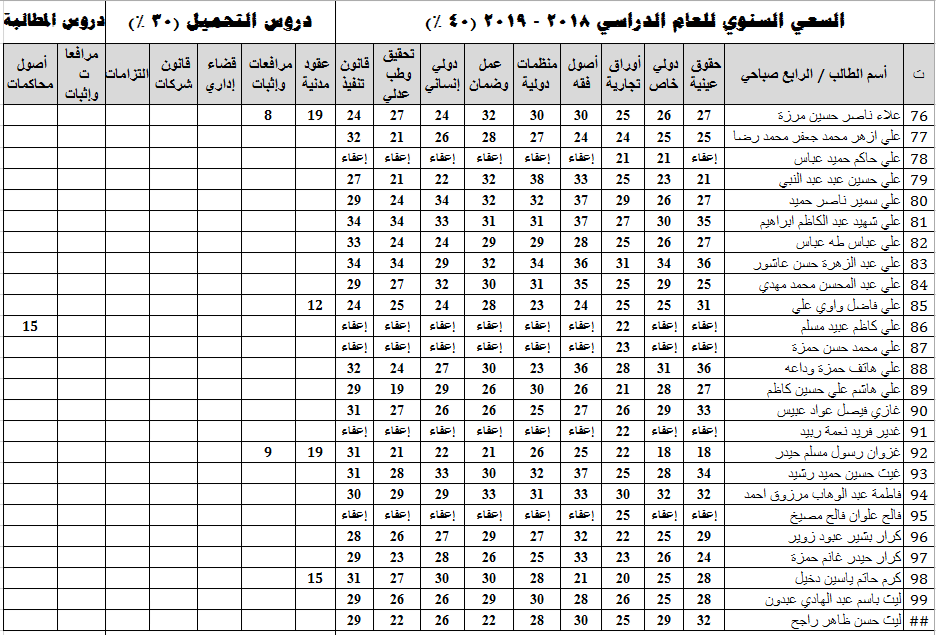 السعي السنوي للعام الدراسي ٢٠١٨ - ٢٠١٩ (٤٠ ٪) دروس التحميل (٣٠ ٪) دروس المطالبة
ت أسم الطالب / الرابع صباحي حقوق عينية دولي خاص أوراق تجارية أصول فقه منظمات دولية عمل وضمان دولي إنساني تحقيق وطب عدلي قانون تنفيذ عقود مدنية مرافعات وإثبات قضاء إداري قانون شركات التزامات مرافعا ت وإثبات أصول محاكمات
76 علاء ناصر حسين مرزة 27 26 25 30 30 32 24 27 24 19 8
77 علي ازهر محمد جعفر محمد رضا 25 25 24 24 27 28 26 21 32
78 علي حاكم حميد عباس إعفاء 21 21 إعفاء إعفاء إعفاء إعفاء إعفاء إعفاء
79 علي حسين عبد عبد النبي 21 23 25 33 38 32 22 21 27
80 علي سمير ناصر حميد 27 26 29 37 32 32 34 24 29
81 علي شهيد عبد الكاظم ابراهيم 35 30 27 37 31 31 33 34 34
82 علي عباس طه عباس 27 26 25 28 29 29 24 24 33
83 علي عبد الزهرة حسن عاشور 36 34 31 34 36 32 29 34 34
84 علي عبد المحسن محمد مهدي 25 29 25 35 31 30 32 27 29
85 علي فاضل واوي علي 31 25 25 24 23 28 24 25 24 12
86 علي كاظم عبيد مسلم إعفاء إعفاء 22 إعفاء إعفاء إعفاء إعفاء إعفاء إعفاء 15
87 علي محمد حسن حمزة إعفاء إعفاء 23 إعفاء إعفاء إعفاء إعفاء إعفاء إعفاء
88 علي هاتف حمزة وداعه 36 31 28 36 23 30 27 24 32
89 علي هاشم علي حسين كاظم 27 28 21 26 30 26 29 19 29
90 غازي فيصل عواد عبيس 33 29 26 27 25 27 26 27 31
91 غدير فريد نعمة ربيد إعفاء إعفاء 22 إعفاء إعفاء إعفاء إعفاء إعفاء إعفاء
92 غزوان رسول مسلم حيدر 18 18 22 25 26 21 22 21 31 19 9
93 غيث حسين حميد رشيد 34 28 25 37 32 30 33 28 31
94 فاطمة عبد الوهاب مرزوق احمد 32 32 30 33 31 33 29 29 30
95 فالح علوان فالح مصيخ إعفاء إعفاء 25 إعفاء إعفاء إعفاء إعفاء إعفاء إعفاء
96 كرار بشير عبود زوير 29 25 22 32 27 29 27 26 28
97 كرار حيدر غانم حمزة 24 26 23 33 25 26 28 23 29
98 كرم حاتم ياسين دخيل 28 25 20 21 28 30 30 27 31 15
99 ليث باسم عبد الهادي عبدون 28 25 26 28 30 29 26 26 29
## ليث حسن ظاهر راجح 32 29 25 30 28 22 26 22 29